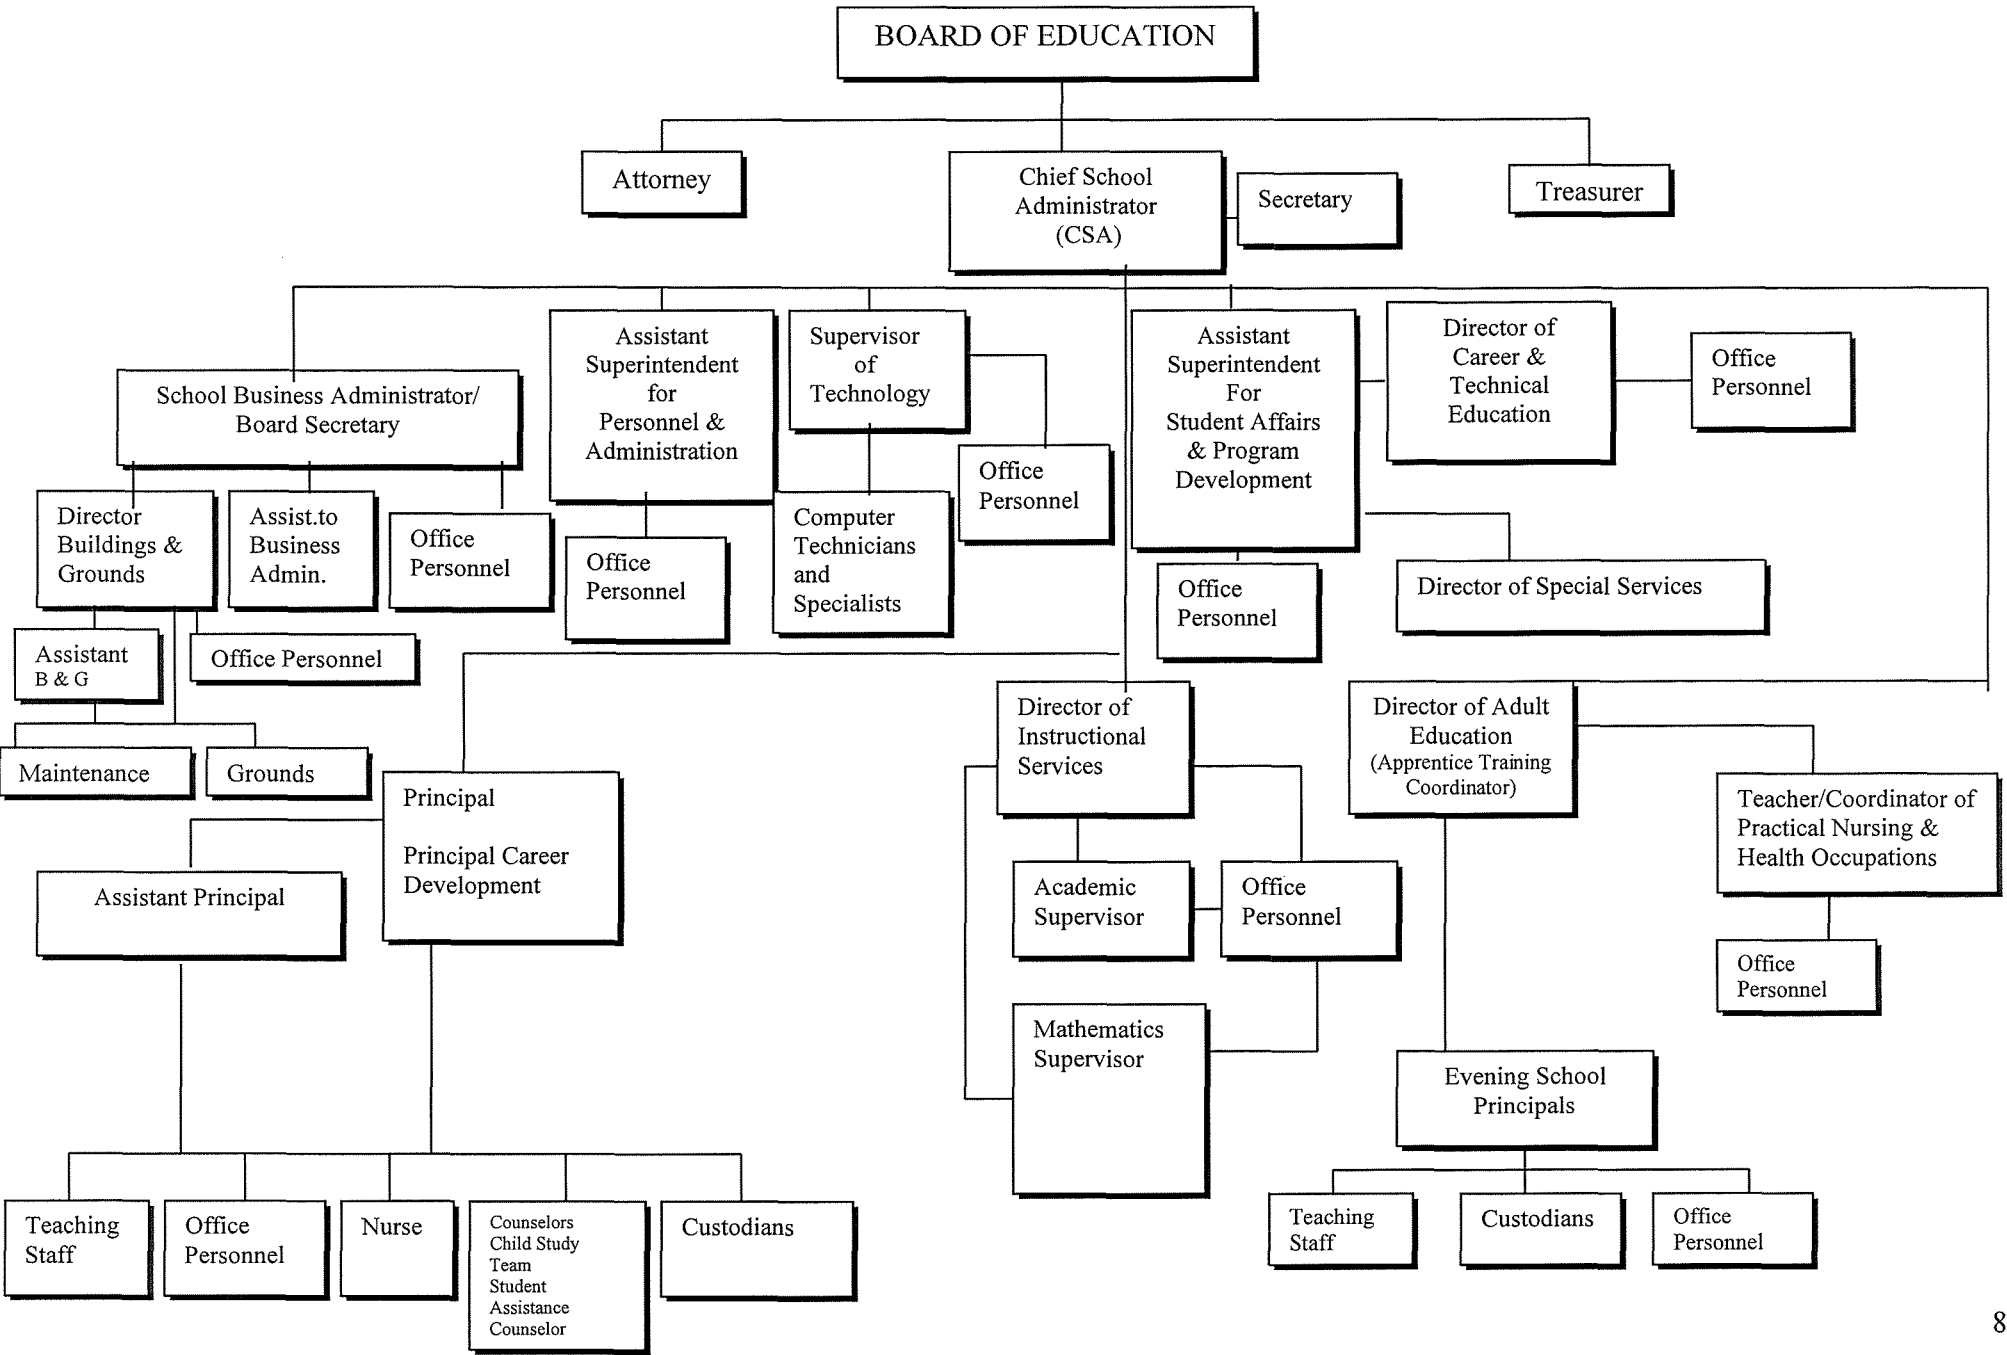 BOARD OF EDUCATION
Attorney
Chief School
Administrator
(CSA)
Secretary
Treasurer
School Business Administrator/
Board Secretary
Assistant
Superintendent
for
Personnel &
Administration
Supervisor
of
Technology
Assistant
Superintendent
For
Student Affairs
& Program
Development
Director of
Career &
Technical
Education
Office
Personnel
Director
Buildings &
Grounds
Assist.to
Business
Admin.
Office
Personnel
Office
Personnel
Computer
Technicians
and
Specialists
Office
Personnel
Office
Personnel
Director of Special Services
Assistant
B & G
Office Personnel
Maintenance
Grounds
Principal
Principal Career
Development
Assistant Principal
Director of
Instructional
Services
Academic
Supervisor
Office
Personnel
Mathematics
Supervisor
Director of Adult
Education
(Apprentice Training
Coordinator)
Teacher/Coordinator of
Practical Nursing &
Health Occupations
Office
Personnel
Evening School
Principals
Teaching
Staff
Office
Personnel
Nurse
Counselors
Child Study
Team
Student
Assistance
Counselor
Custodians
Teaching
Staff
Custodians
Office
Personnel
8